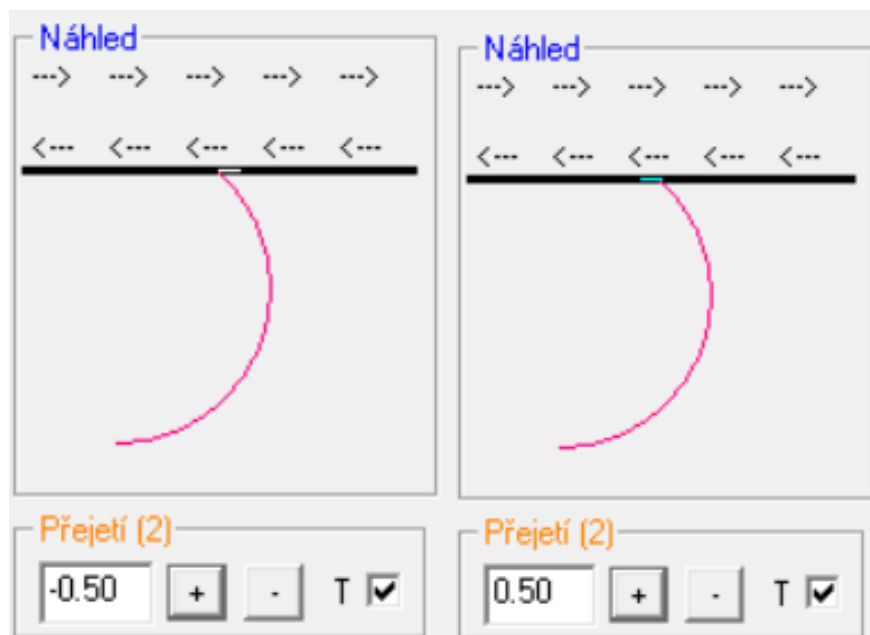 Náhled
---> ---> ---> ---> --->
<--- <--- <--- <--- <---
Přejetí (2)
-0.50 + - T
Náhled
---> ---> ---> ---> --->
<--- <--- <--- <--- <---
Přejetí (2)
0.50 + - T